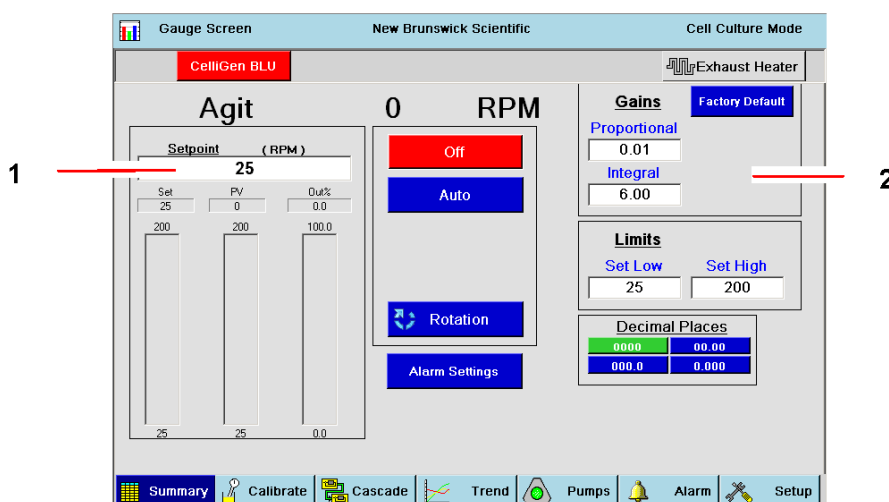 Gauge Screen New Brunswick Scientific Cell Culture Mode
CelliGen BLU Exhaust Heater
Agit 0 RPM
Setpoint (RPM)
25
Set PV Out%
25 0 0.0
200 200 100.0
25 25 0.0
Off
Auto
Rotation
Alarm Settings
Gains Factory Default
Proportional
0.01
Integral
6.00
Limits
Set Low Set High
25 200
Decimal Places
0000 00.00
000.0 0.000
1
2
Summary Calibrate Cascade Trend Pumps Alarm Setup